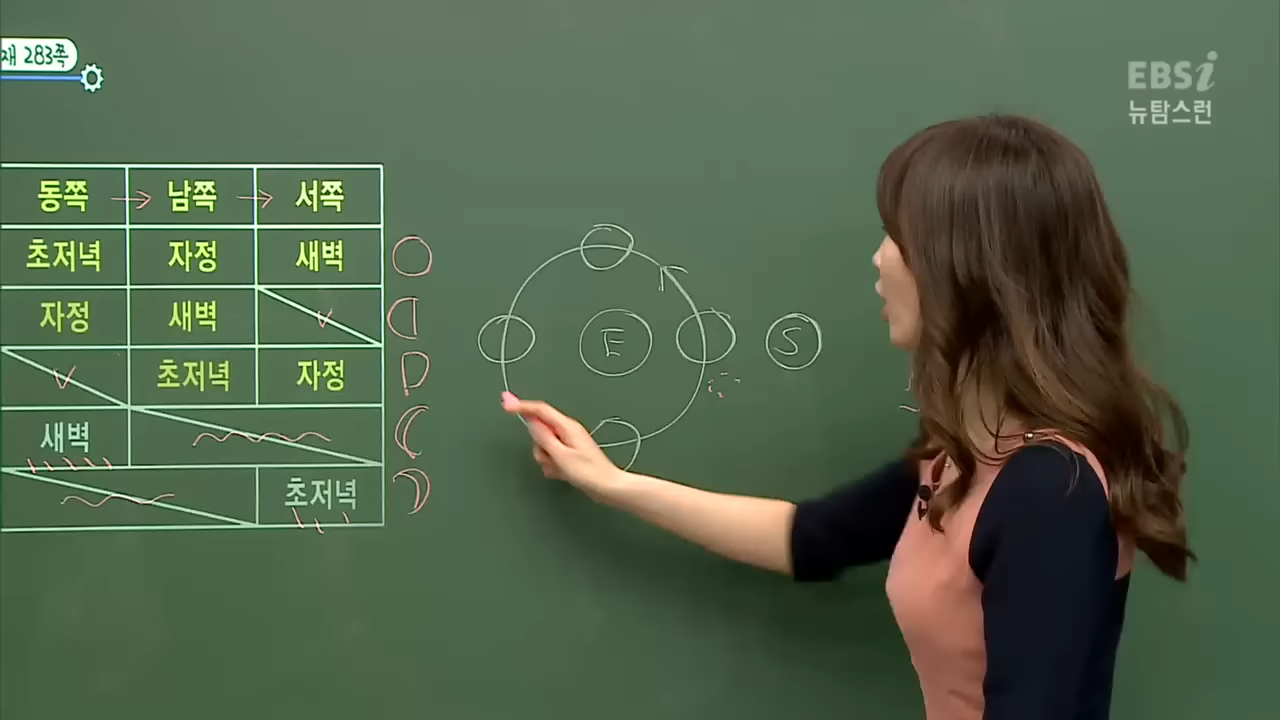 재 283쪽
EBSi
뉴탐스런
동쪽 → 남쪽 → 서쪽
초저녁 자정 새벽
자정 새벽
초저녁 자정
새벽
초저녁
E
S